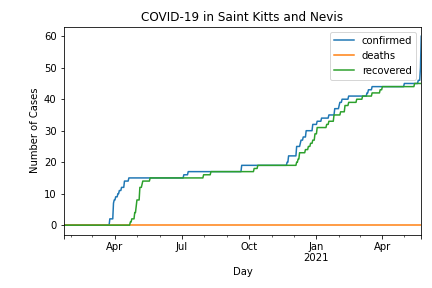 COVID-19 in Saint Kitts and Nevis
confirmed
deaths
recovered
Number of Cases
60
50
40
30
20
10
0
Apr
Jul
Oct
Jan
2021
Apr
Day